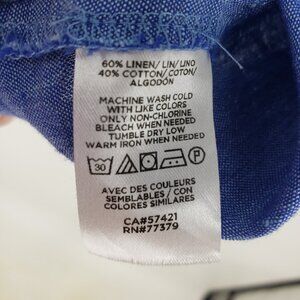 60% LINEN/LIN/LINO
40% COTTON/COTON/
ALGODON
MACHINE WASH COLD
WITH LIKE COLORS
ONLY NON-CHLORINE
BLEACH WHEN NEEDED
TUMBLE DRY LOW
WARM IRON WHEN NEEDED
30 P
AVEC DES COULEURS
SEMBLABLES / CON
COLORES SIMILARES
CA#57421
RN#77379